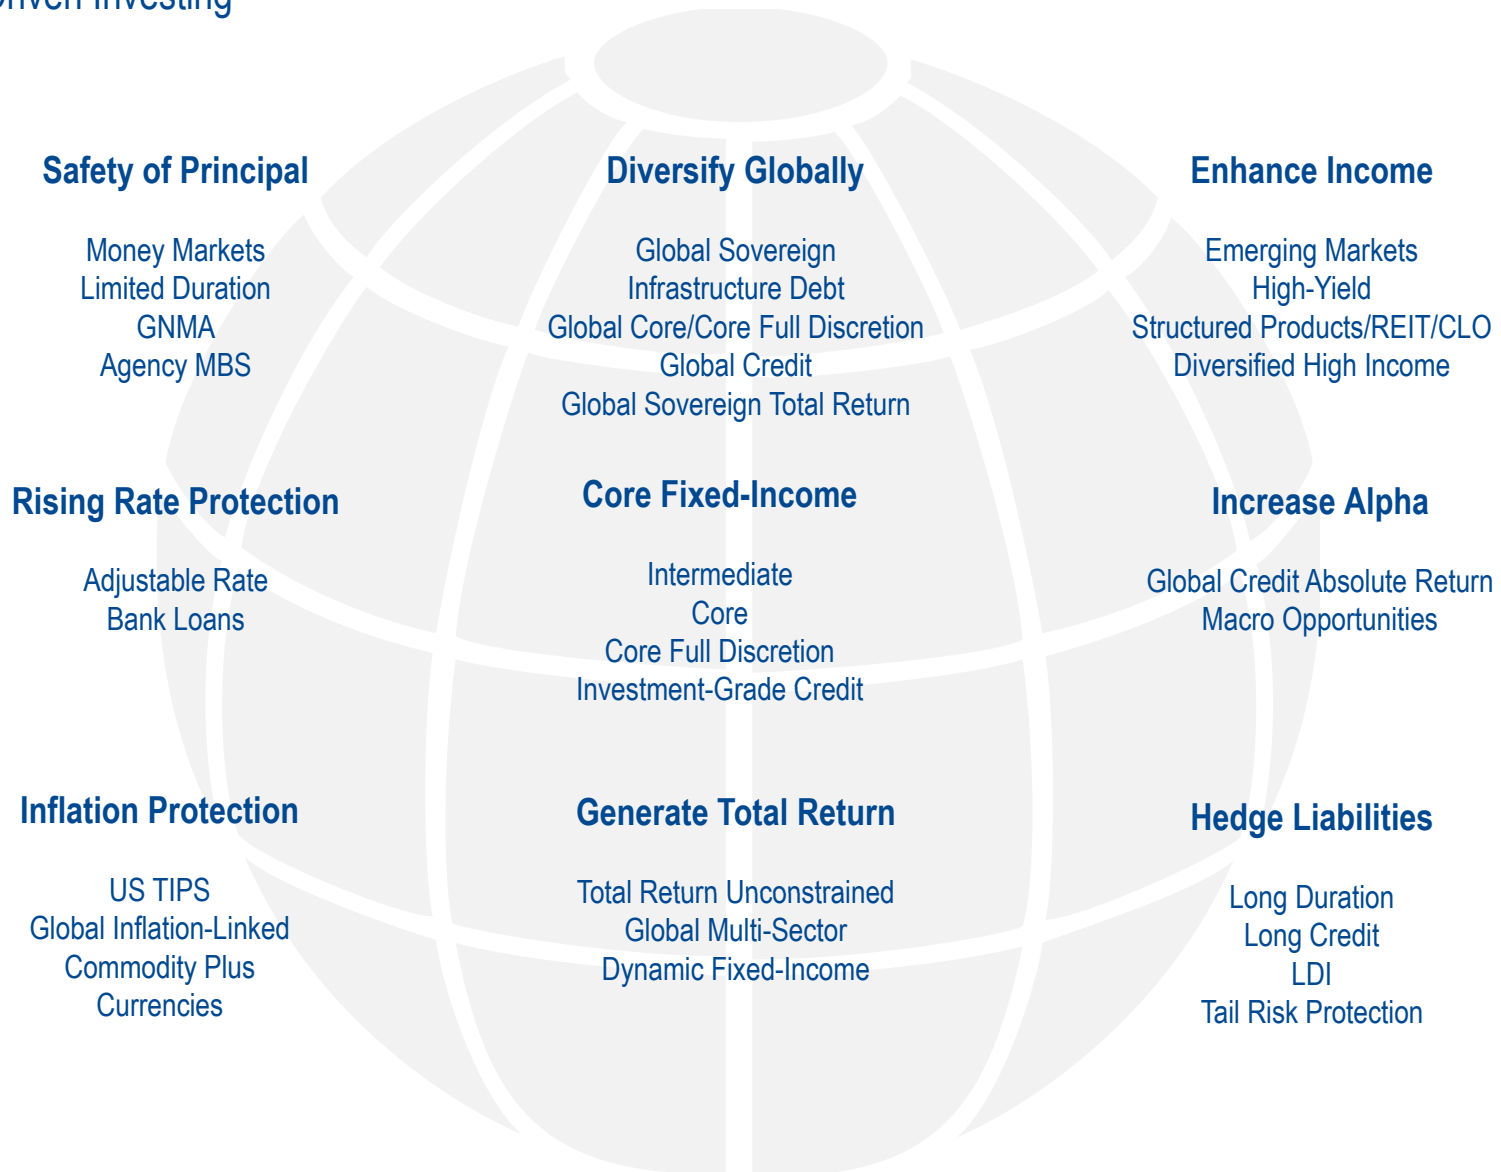 Driven Investing
Safety of Principal
Money Markets
Limited Duration
GNMA
Agency MBS
Diversify Globally
Global Sovereign
Infrastructure Debt
Global Core/Core Full Discretion
Global Credit
Global Sovereign Total Return
Enhance Income
Emerging Markets
High-Yield
Structured Products/REIT/CLO
Diversified High Income
Rising Rate Protection
Adjustable Rate
Bank Loans
Core Fixed-Income
Intermediate
Core
Core Full Discretion
Investment-Grade Credit
Increase Alpha
Global Credit Absolute Return
Macro Opportunities
Inflation Protection
US TIPS
Global Inflation-Linked
Commodity Plus
Currencies
Generate Total Return
Total Return Unconstrained
Global Multi-Sector
Dynamic Fixed-Income
Hedge Liabilities
Long Duration
Long Credit
LDI
Tail Risk Protection